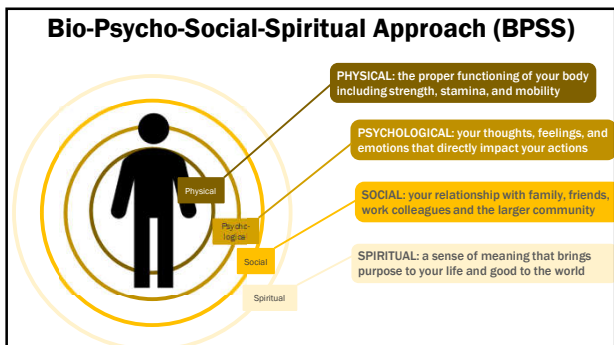 Bio-Psycho-Social-Spiritual Approach (BPSS)
PHYSICAL: the proper functioning of your body
including strength, stamina, and mobility
PSYCHOLOGICAL: your thoughts, feelings, and
emotions that directly impact your actions
SOCIAL: your relationship with family, friends,
work colleagues and the larger community
SPIRITUAL: a sense of meaning that brings
purpose to your life and good to the world
Physical
Psycho-
logical
Social
Spiritual